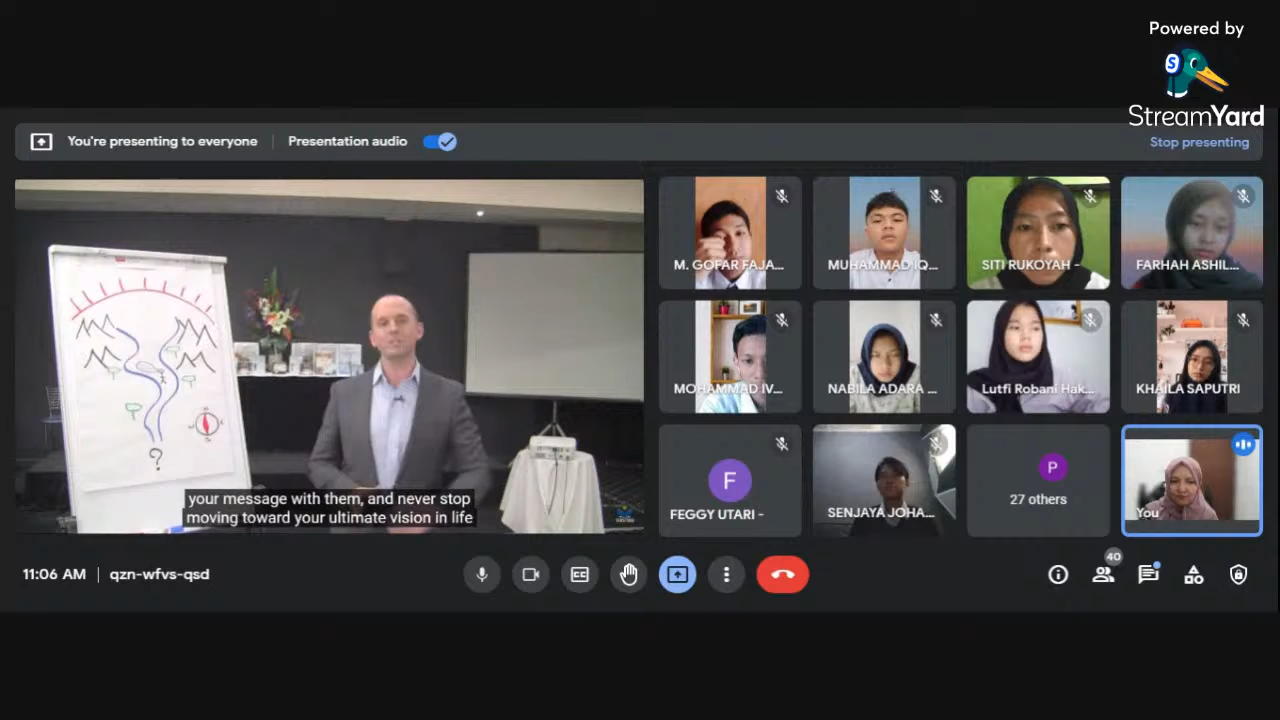 Powered by
S
StreamYard
You're presenting to everyone
Presentation audio
Stop presenting
your message with them, and never stop
moving toward your ultimate vision in life
?
M. GOFAR FAJA...
MUHAMMAD IQ...
SITI RUKOYAH -
FARHAH ASHIL...
MOHAMMAD IV...
NABILA ADARA ...
Lutfi Robani Hak...
KHAILA SAPUTRI
F
FEGGY UTARI -
SENJAYA JOHA...
P
27 others
You
11:06 AM
qzn-wfvs-qsd
CC
40